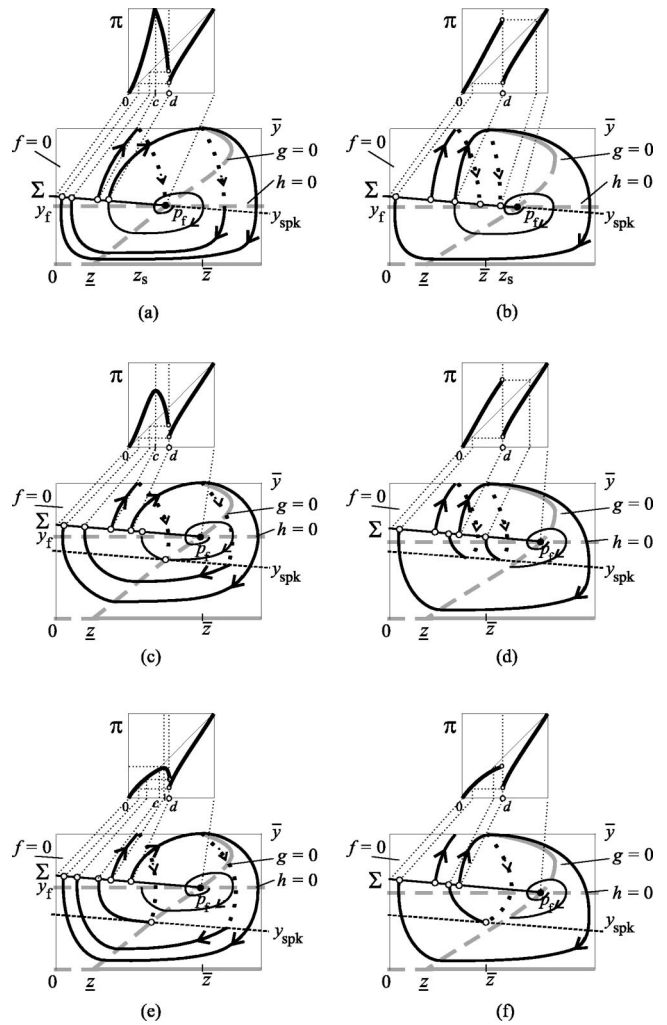 π
π
0 c d
0 d
y̅
y̅
f = 0
f = 0
g = 0
g = 0
Σ
h = 0
Σ
h = 0
y_f
p_f
y_spk
y_f
p_f
y_spk
0 z̲ z_s z̅
0 z̲ z̅ z_s
(a)
(b)
π
π
0 c d
0 d
y̅
y̅
f = 0
f = 0
g = 0
g = 0
Σ
h = 0
Σ
h = 0
y_f
p_f
p_f
y_spk
y_spk
0 z̲ z̅
0 z̲ z̅
(c)
(d)
π
π
0 c d
0 d
y̅
y̅
f = 0
f = 0
g = 0
g = 0
Σ
h = 0
Σ
h = 0
y_f
p_f
p_f
y_spk
y_spk
0 z̲ z̅
0 z̲ z̅
(e)
(f)